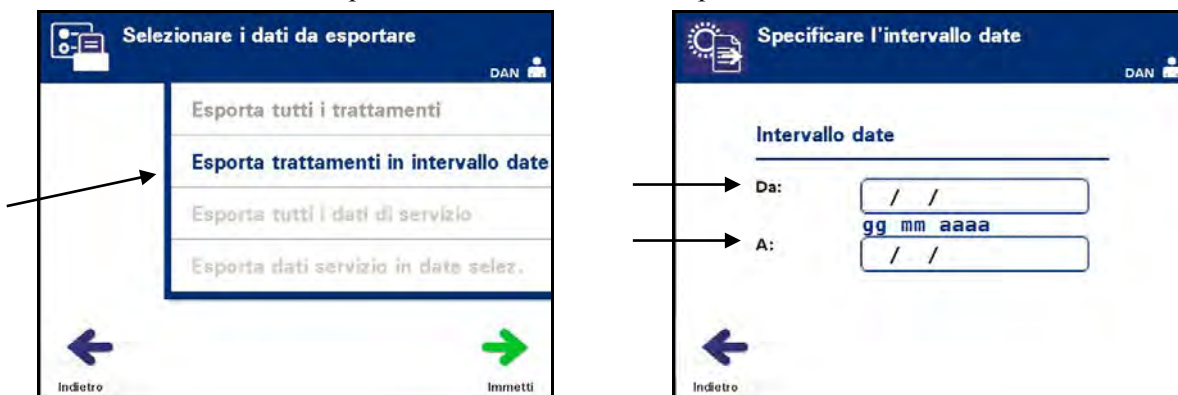 Selezionare i dati da esportare
DAN
Esporta tutti i trattamenti
Esporta trattamenti in intervallo date
Esporta tutti i dati di servizio
Esporta dati servizio in date selez.
Indietro
Immetti
Specificare l'intervallo date
DAN
Intervallo date
Da:
/ /
gg mm aaaa
A:
/ /
Indietro